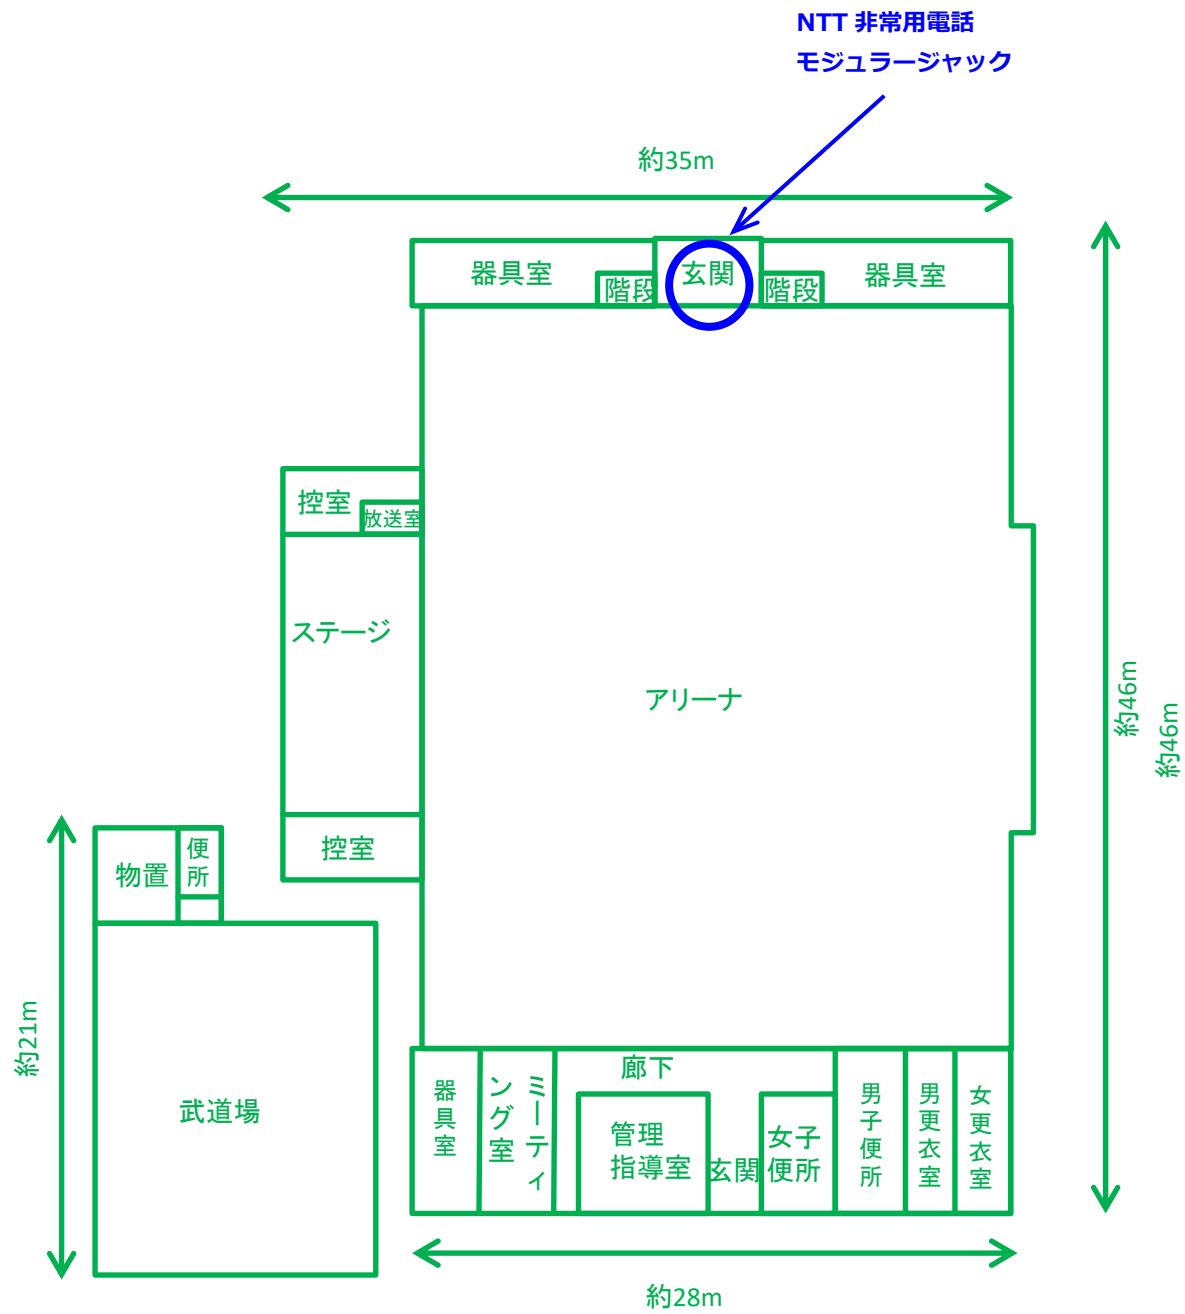 NTT 非常用電話
モジュラージャック
約35m
器具室
階段
玄関
階段
器具室
控室
放送室
ステージ
アリーナ
約46m
約46m
控室
物置
便所
約21m
武道場
廊下
器具室
ミーティ
ング室
管理
指導室
玄関
女子
便所
男子便所
男更衣室
女更衣室
約28m